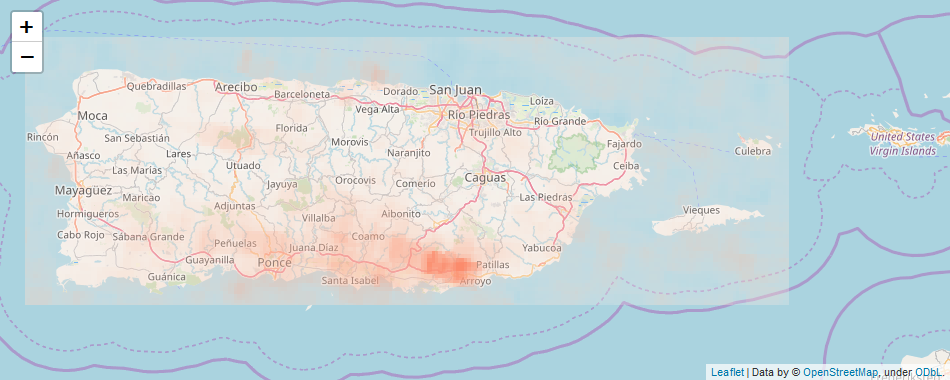 +
−
Quebradillas
Arecibo
Barceloneta
Dorado
San Juan
Vega Alta
Loíza
Moca
Río Piedras
Río Grande
Florida
Trujillo Alto
Rincón
San Sebastián
Morovis
Fajardo
United States
Virgin Islands
Añasco
Lares
Naranjito
Culebra
Utuado
Ceiba
Las Marías
Caguas
Mayagüez
Jayuya
Orocovis
Comerío
Maricao
Las Piedras
Adjuntas
Hormigueros
Villalba
Aibonito
Vieques
Cabo Rojo
Sábana Grande
Coamo
Peñuelas
Juana Díaz
Yabucoa
Guayanilla
Ponce
Patillas
Guánica
Santa Isabel
Arroyo
Leaflet | Data by © OpenStreetMap, under ODbL.